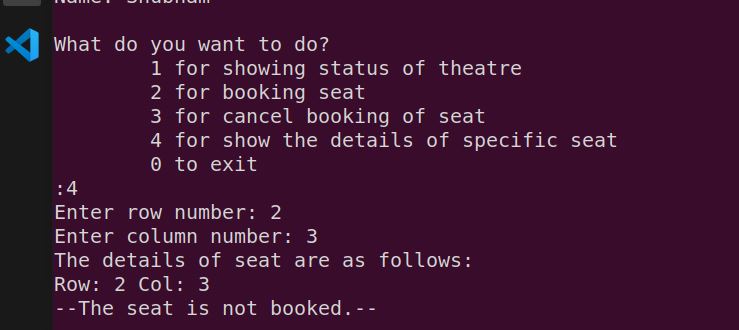 Name: Shubham
What do you want to do?
1 for showing status of theatre
2 for booking seat
3 for cancel booking of seat
4 for show the details of specific seat
0 to exit
:4
Enter row number: 2
Enter column number: 3
The details of seat are as follows:
Row: 2 Col: 3
--The seat is not booked.--